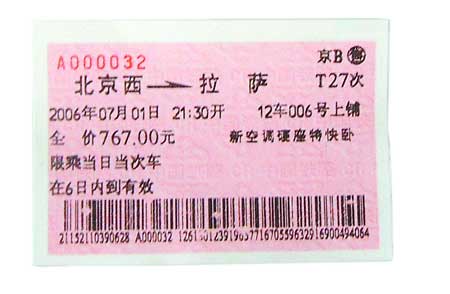 A000032 京B 售
北京西 → 拉 萨 T27次
2006年07月01日 21:30开 12车006号上铺
全 价767.00元 新空调硬座特快卧
限乘当日当次车
在6日内到有效
21152110390628 A000032